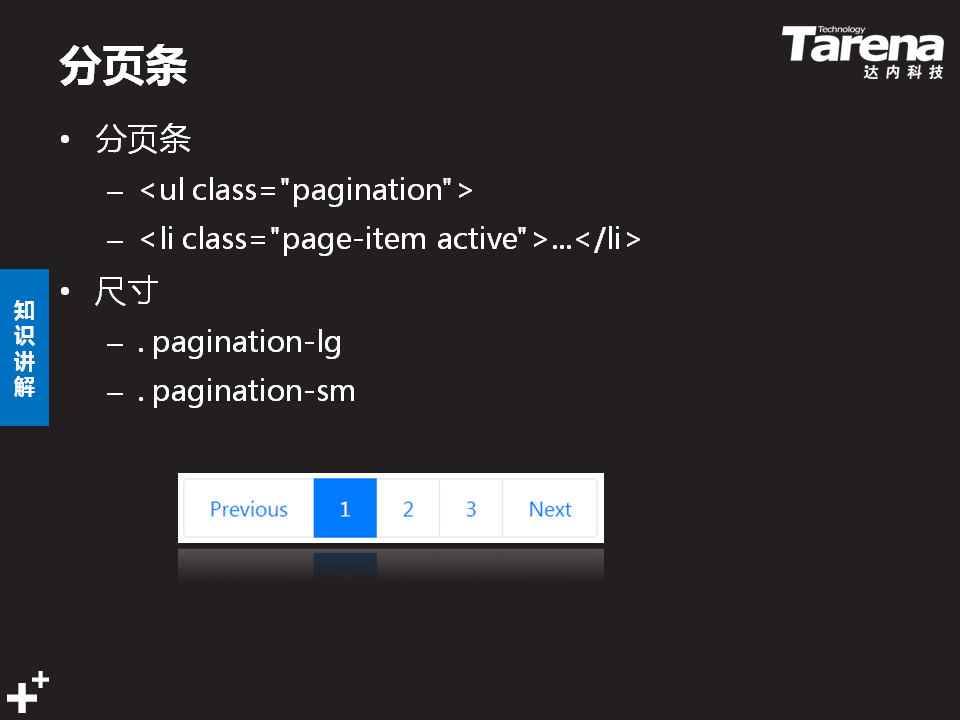 分页条
Technology
Tarena
达内科技
• 分页条
– <ul class="pagination">
– <li class="page-item active">...</li>
• 尺寸
– . pagination-lg
– . pagination-sm
知识讲解
Previous 1 2 3 Next